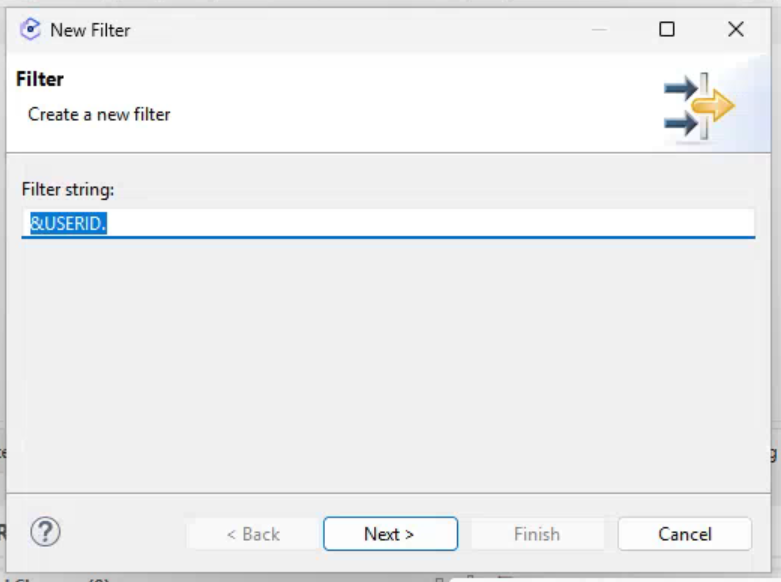 New Filter
Filter
Create a new filter
Filter string:
&USERID.
< Back Next > Finish Cancel